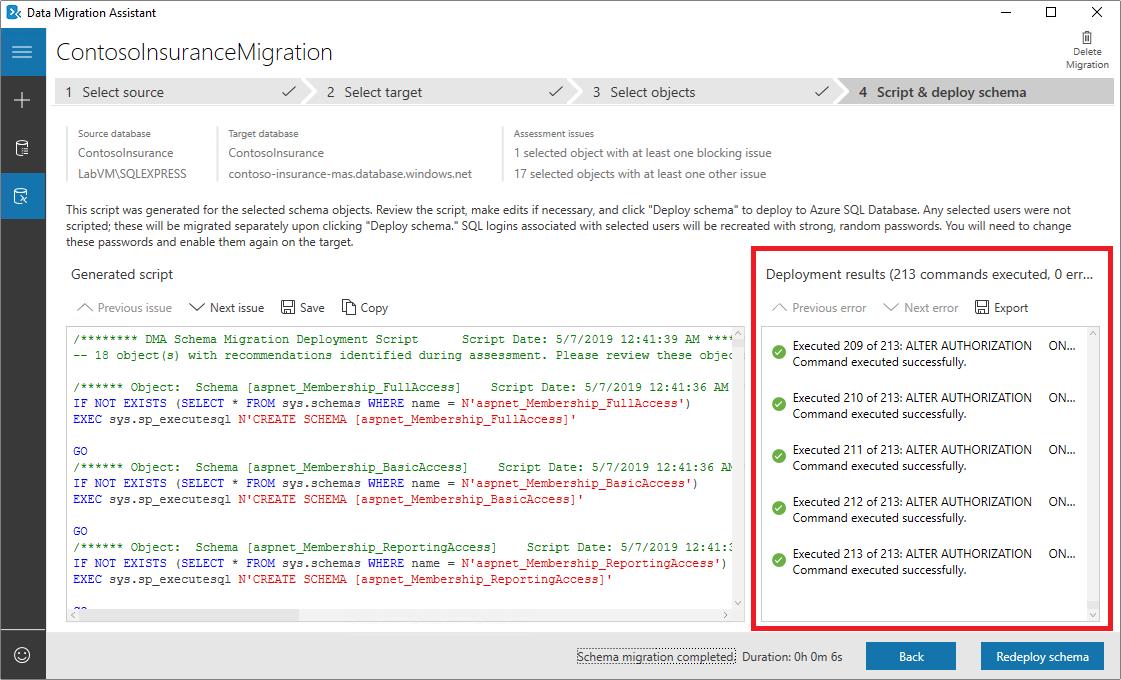 Data Migration Assistant
ContosoInsuranceMigration
Delete
Migration
1 Select source
2 Select target
3 Select objects
4 Script & deploy schema
Source database
ContosoInsurance
LabVM\SQLEXPRESS
Target database
ContosoInsurance
contoso-insurance-mas.database.windows.net
Assessment issues
1 selected object with at least one blocking issue
17 selected objects with at least one other issue
This script was generated for the selected schema objects. Review the script, make edits if necessary, and click "Deploy schema" to deploy to Azure SQL Database. Any selected users were not
scripted; these will be migrated separately upon clicking "Deploy schema." SQL logins associated with selected users will be recreated with strong, random passwords. You will need to change
these passwords and enable them again on the target.
Generated script
Previous issue Next issue Save Copy
/******** DMA Schema Migration Deployment Script Script Date: 5/7/2019 12:41:39 AM ****
-- 18 object(s) with recommendations identified during assessment. Please review these objec
/****** Object: Schema [aspnet_Membership_FullAccess] Script Date: 5/7/2019 12:41:36 AM
IF NOT EXISTS (SELECT * FROM sys.schemas WHERE name = N'aspnet_Membership_FullAccess')
EXEC sys.sp_executesql N'CREATE SCHEMA [aspnet_Membership_FullAccess]'
GO
/****** Object: Schema [aspnet_Membership_BasicAccess] Script Date: 5/7/2019 12:41:36 AM
IF NOT EXISTS (SELECT * FROM sys.schemas WHERE name = N'aspnet_Membership_BasicAccess')
EXEC sys.sp_executesql N'CREATE SCHEMA [aspnet_Membership_BasicAccess]'
GO
/****** Object: Schema [aspnet_Membership_ReportingAccess] Script Date: 5/7/2019 12:41:3
IF NOT EXISTS (SELECT * FROM sys.schemas WHERE name = N'aspnet_Membership_ReportingAccess')
EXEC sys.sp_executesql N'CREATE SCHEMA [aspnet_Membership_ReportingAccess]'
GO
Deployment results (213 commands executed, 0 err...
Previous error Next error Export
Executed 209 of 213: ALTER AUTHORIZATION ON...
Command executed successfully.
Executed 210 of 213: ALTER AUTHORIZATION ON...
Command executed successfully.
Executed 211 of 213: ALTER AUTHORIZATION ON...
Command executed successfully.
Executed 212 of 213: ALTER AUTHORIZATION ON...
Command executed successfully.
Executed 213 of 213: ALTER AUTHORIZATION ON...
Command executed successfully.
Schema migration completed. Duration: 0h 0m 6s
Back
Redeploy schema